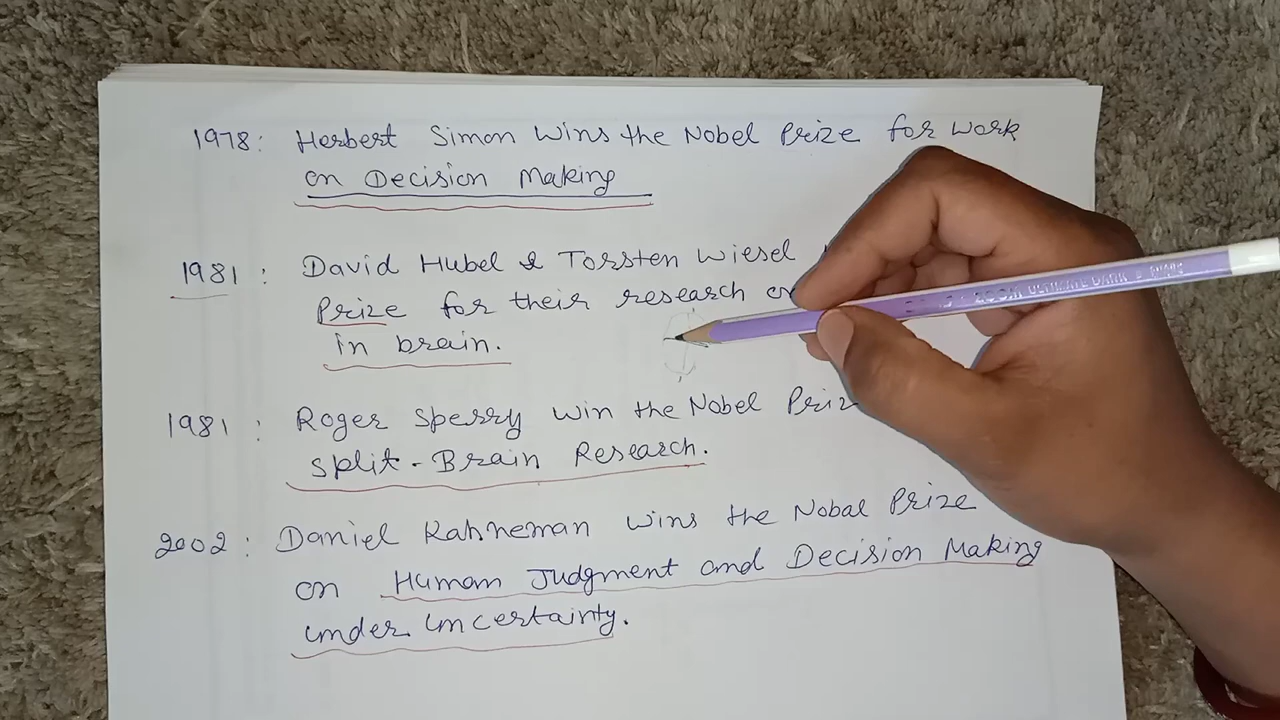 1978: Herbert Simon Wins the Nobel Prize for work
on Decision Making
1981: David Hubel & Torsten Wiesel
Prize for their research on
in brain.
1981: Roger Sperry win the Nobel
Split-Brain Research.
2002: Daniel Kahneman wins the Nobal Prize
on Human Judgment and Decision Making
under Uncertainty.